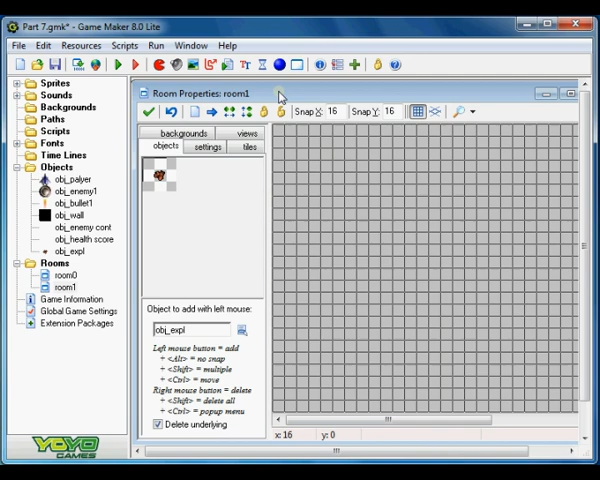 Part 7.gmk* - Game Maker 8.0 Lite
File Edit Resources Scripts Run Window Help
Sprites
Sounds
Backgrounds
Paths
Scripts
Fonts
Time Lines
Objects
obj_palyer
obj_enemy1
obj_bullet1
obj_wall
obj_enemy cont
obj_health score
obj_expl
Rooms
room0
room1
Game Information
Global Game Settings
Extension Packages
YOYO
GAMES
Room Properties: room1
Snap X: 16 Snap Y: 16
backgrounds views
objects settings tiles
Object to add with left mouse:
obj_expl
Left mouse button = add
+ <Alt> = no snap
+ <Shift> = multiple
+ <Ctrl> = move
Right mouse button = delete
+ <Shift> = delete all
+ <Ctrl> = popup menu
Delete underlying
x: 16 y: 0